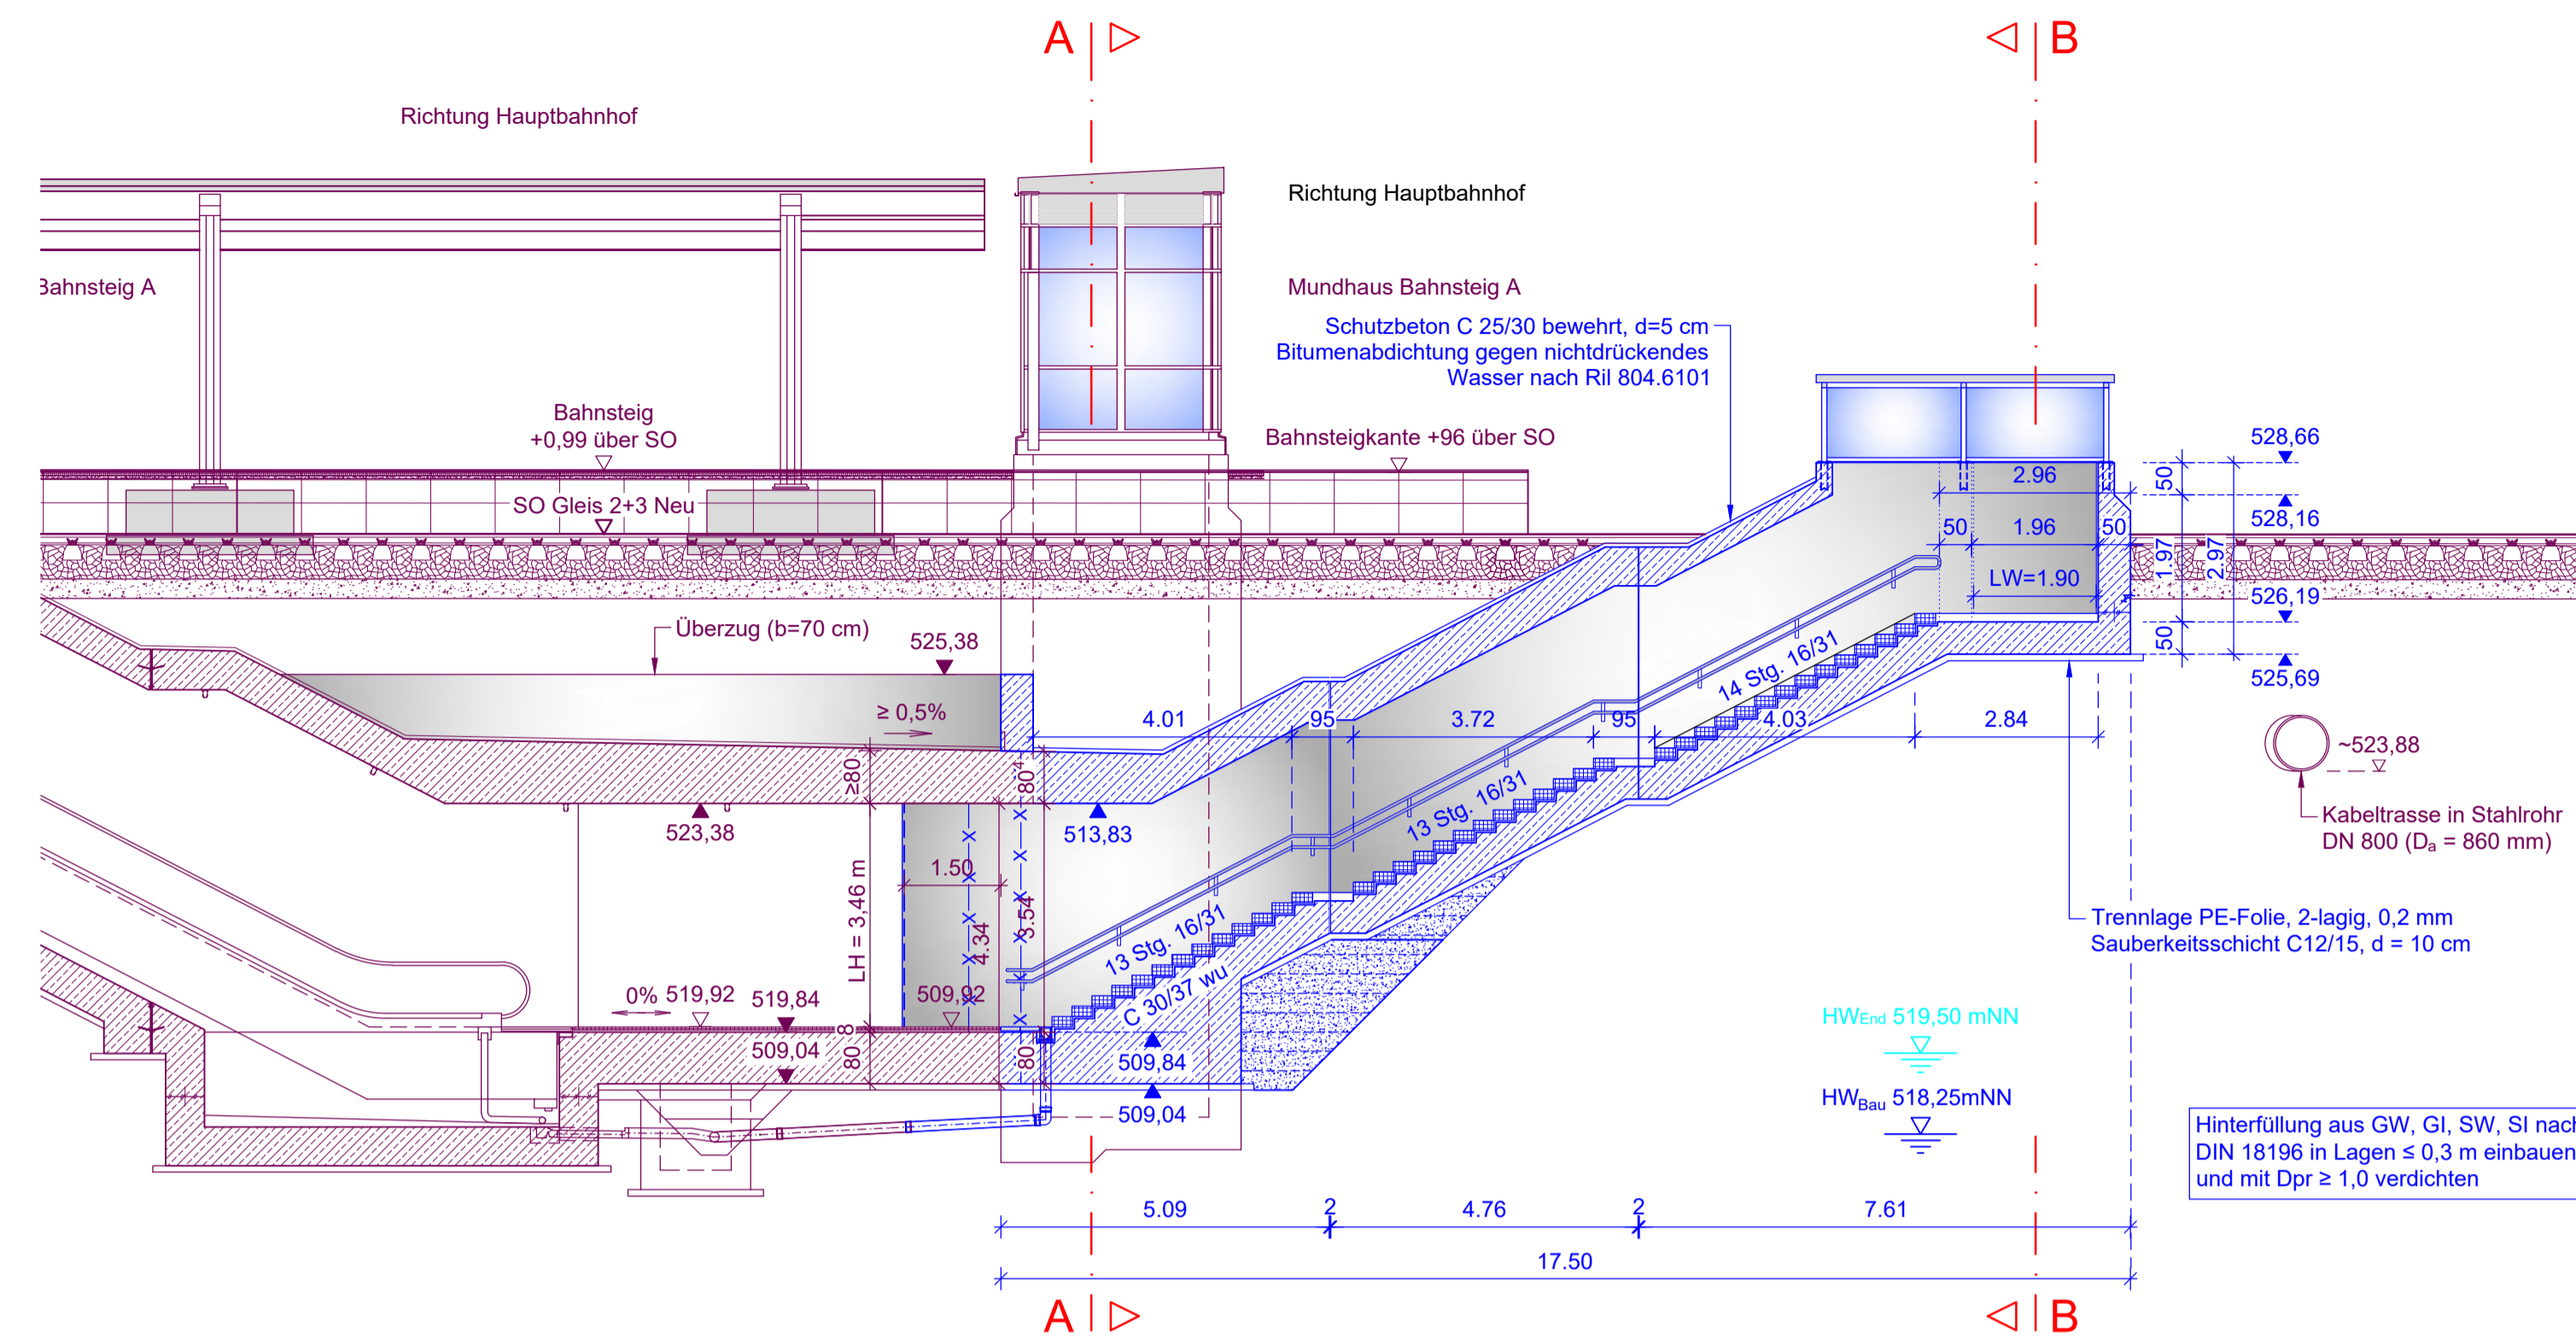 A
B
Richtung Hauptbahnhof
Richtung Hauptbahnhof
Bahnsteig A
Mundhaus Bahnsteig A
Schutzbeton C 25/30 bewehrt, d=5 cm
Bitumenabdichtung gegen nichtdrückendes
Wasser nach Ril 804.6101
Bahnsteig
+0,99 über SO
Bahnsteigkante +96 über SO
SO Gleis 2+3 Neu
528,66
528,16
526,19
525,69
50
1.97
2.97
50
2.96
50
1.96
50
LW=1.90
Überzug (b=70 cm)
525,38
≥ 0,5%
4.01
95
3.72
95
4.03
2.84
14 Stg. 16/31
13 Stg. 16/31
13 Stg. 16/31
C 30/37 wu
~523,88
Kabeltrasse in Stahlrohr
DN 800 (Da = 860 mm)
≥80
80⁴
523,38
513,83
1.50
LH = 3,46 m
4.34
3.54
0%
519,92
519,84
509,92
8
80
509,04
80
509,84
509,04
Trennlage PE-Folie, 2-lagig, 0,2 mm
Sauberkeitsschicht C12/15, d = 10 cm
HWEnd 519,50 mNN
HWBau 518,25mNN
Hinterfüllung aus GW, GI, SW, SI nach
DIN 18196 in Lagen ≤ 0,3 m einbauen
und mit Dpr ≥ 1,0 verdichten
5.09
2
4.76
2
7.61
17.50
A
B